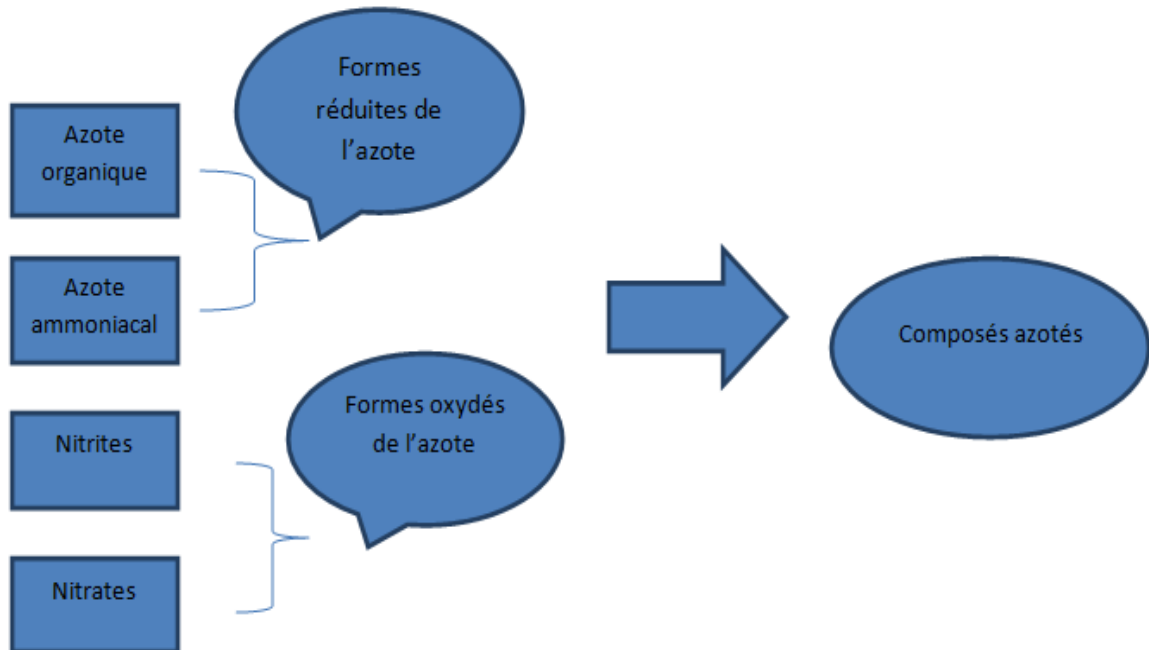 Formes
réduites de
l'azote
Azote
organique
Azote
ammoniacal
Composés azotés
Formes oxydés
de l'azote
Nitrites
Nitrates